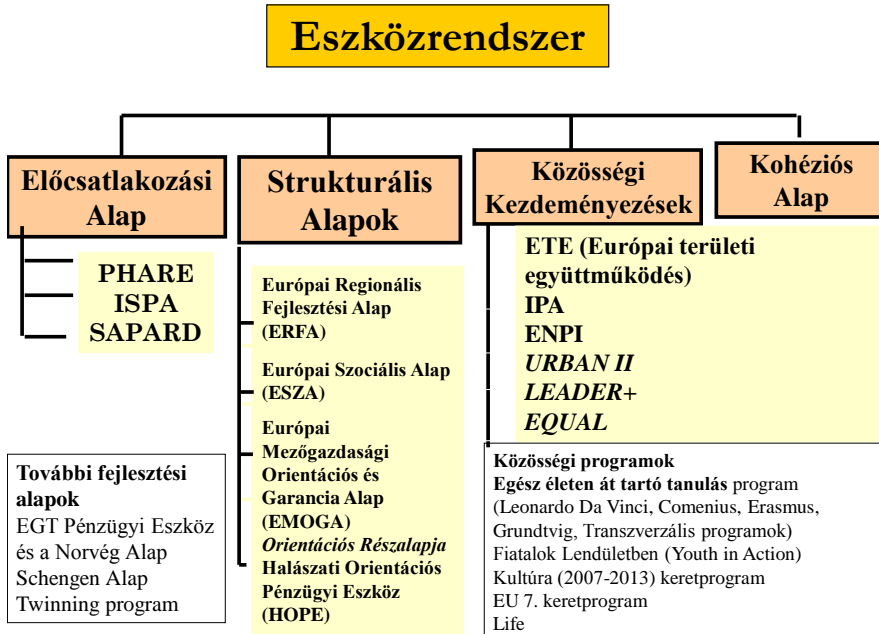 Eszközrendszer
Előcsatlakozási
Alap
PHARE
ISPA
SAPARD
További fejlesztési
alapok
EGT Pénzügyi Eszköz
és a Norvég Alap
Schengen Alap
Twinning program
Strukturális
Alapok
Európai Regionális
Fejlesztési Alap
(ERFA)
Európai Szociális Alap
(ESZA)
Európai
Mezőgazdasági
Orientációs és
Garancia Alap
(EMOGA)
Orientációs Részalapja
Halászati Orientációs
Pénzügyi Eszköz
(HOPE)
Közösségi
Kezdeményezések
ETE (Európai területi
együttműködés)
IPA
ENPI
URBAN II
LEADER+
EQUAL
Közösségi programok
Egész életen át tartó tanulás program
(Leonardo Da Vinci, Comenius, Erasmus,
Grundtvig, Transzverzális programok)
Fiatalok Lendületben (Youth in Action)
Kultúra (2007-2013) keretprogram
EU 7. keretprogram
Life
Kohéziós
Alap